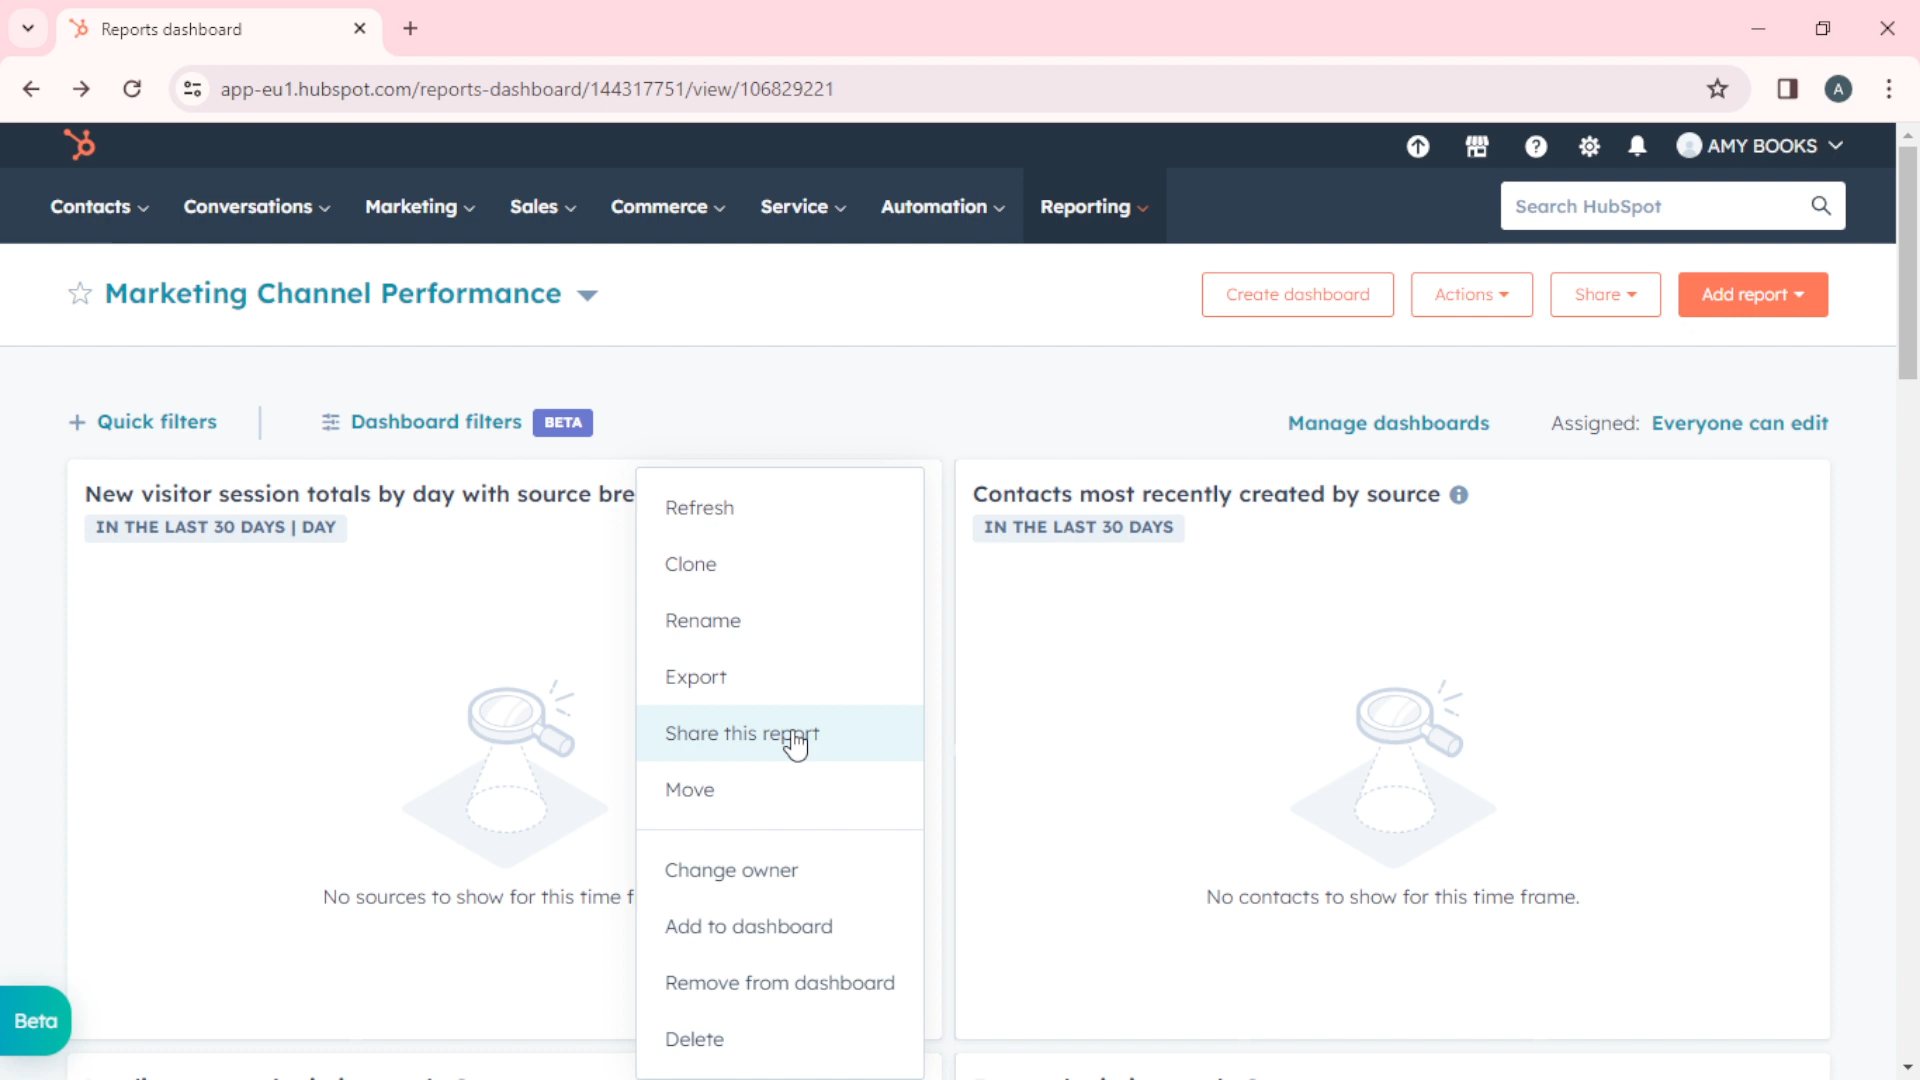 Reports dashboard
app-eu1.hubspot.com/reports-dashboard/144317751/view/106829221
A
AMY BOOKS
Contacts
Conversations
Marketing
Sales
Commerce
Service
Automation
Reporting
Search HubSpot
Marketing Channel Performance
Create dashboard
Actions
Share
Add report
Quick filters
Dashboard filters
BETA
Manage dashboards
Assigned: Everyone can edit
New visitor session totals by day with source bre
IN THE LAST 30 DAYS | DAY
No sources to show for this time f
Refresh
Clone
Rename
Export
Share this report
Move
Change owner
Add to dashboard
Remove from dashboard
Delete
Contacts most recently created by source
IN THE LAST 30 DAYS
No contacts to show for this time frame.
Beta